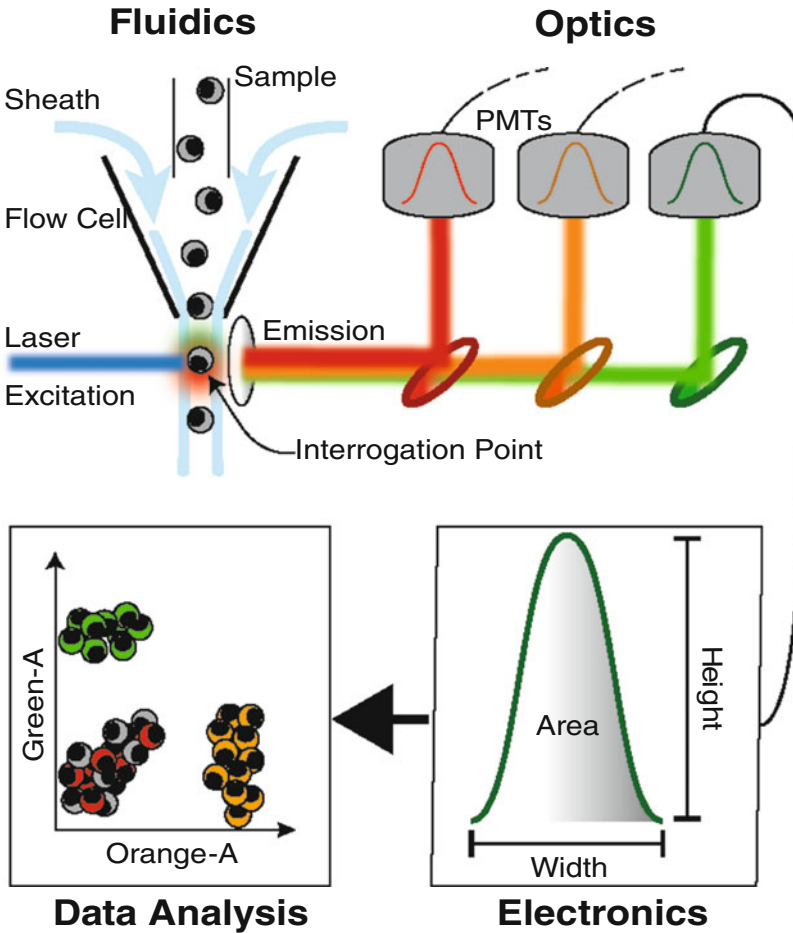 Fluidics
Optics
Sample
Sheath
PMTs
Flow Cell
Laser
Emission
Excitation
Interrogation Point
Green-A
Orange-A
Area
Height
Width
Data Analysis
Electronics